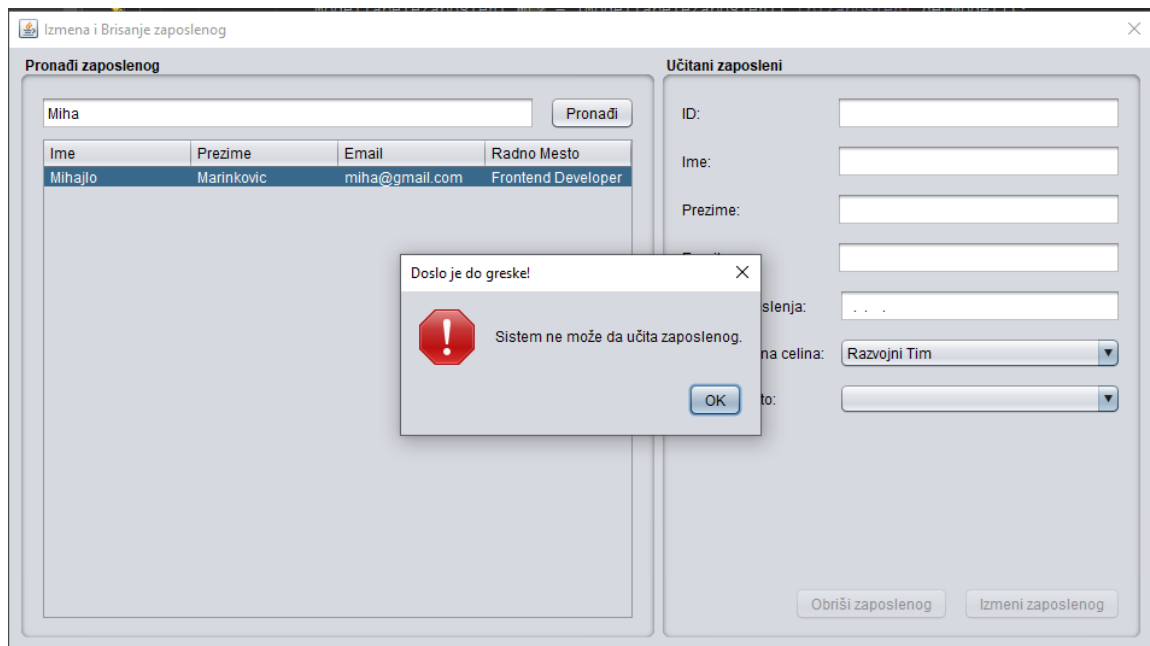 Izmena i Brisanje zaposlenog
Pronađi zaposlenog
Miha
Pronađi
Ime Prezime Email Radno Mesto
Mihajlo Marinkovic miha@gmail.com Frontend Developer
Učitani zaposleni
ID:
Ime:
Prezime:
slenja: . . .
na celina: Razvojni Tim
to:
Obriši zaposlenog Izmeni zaposlenog
Doslo je do greske!
Sistem ne može da učita zaposlenog.
OK